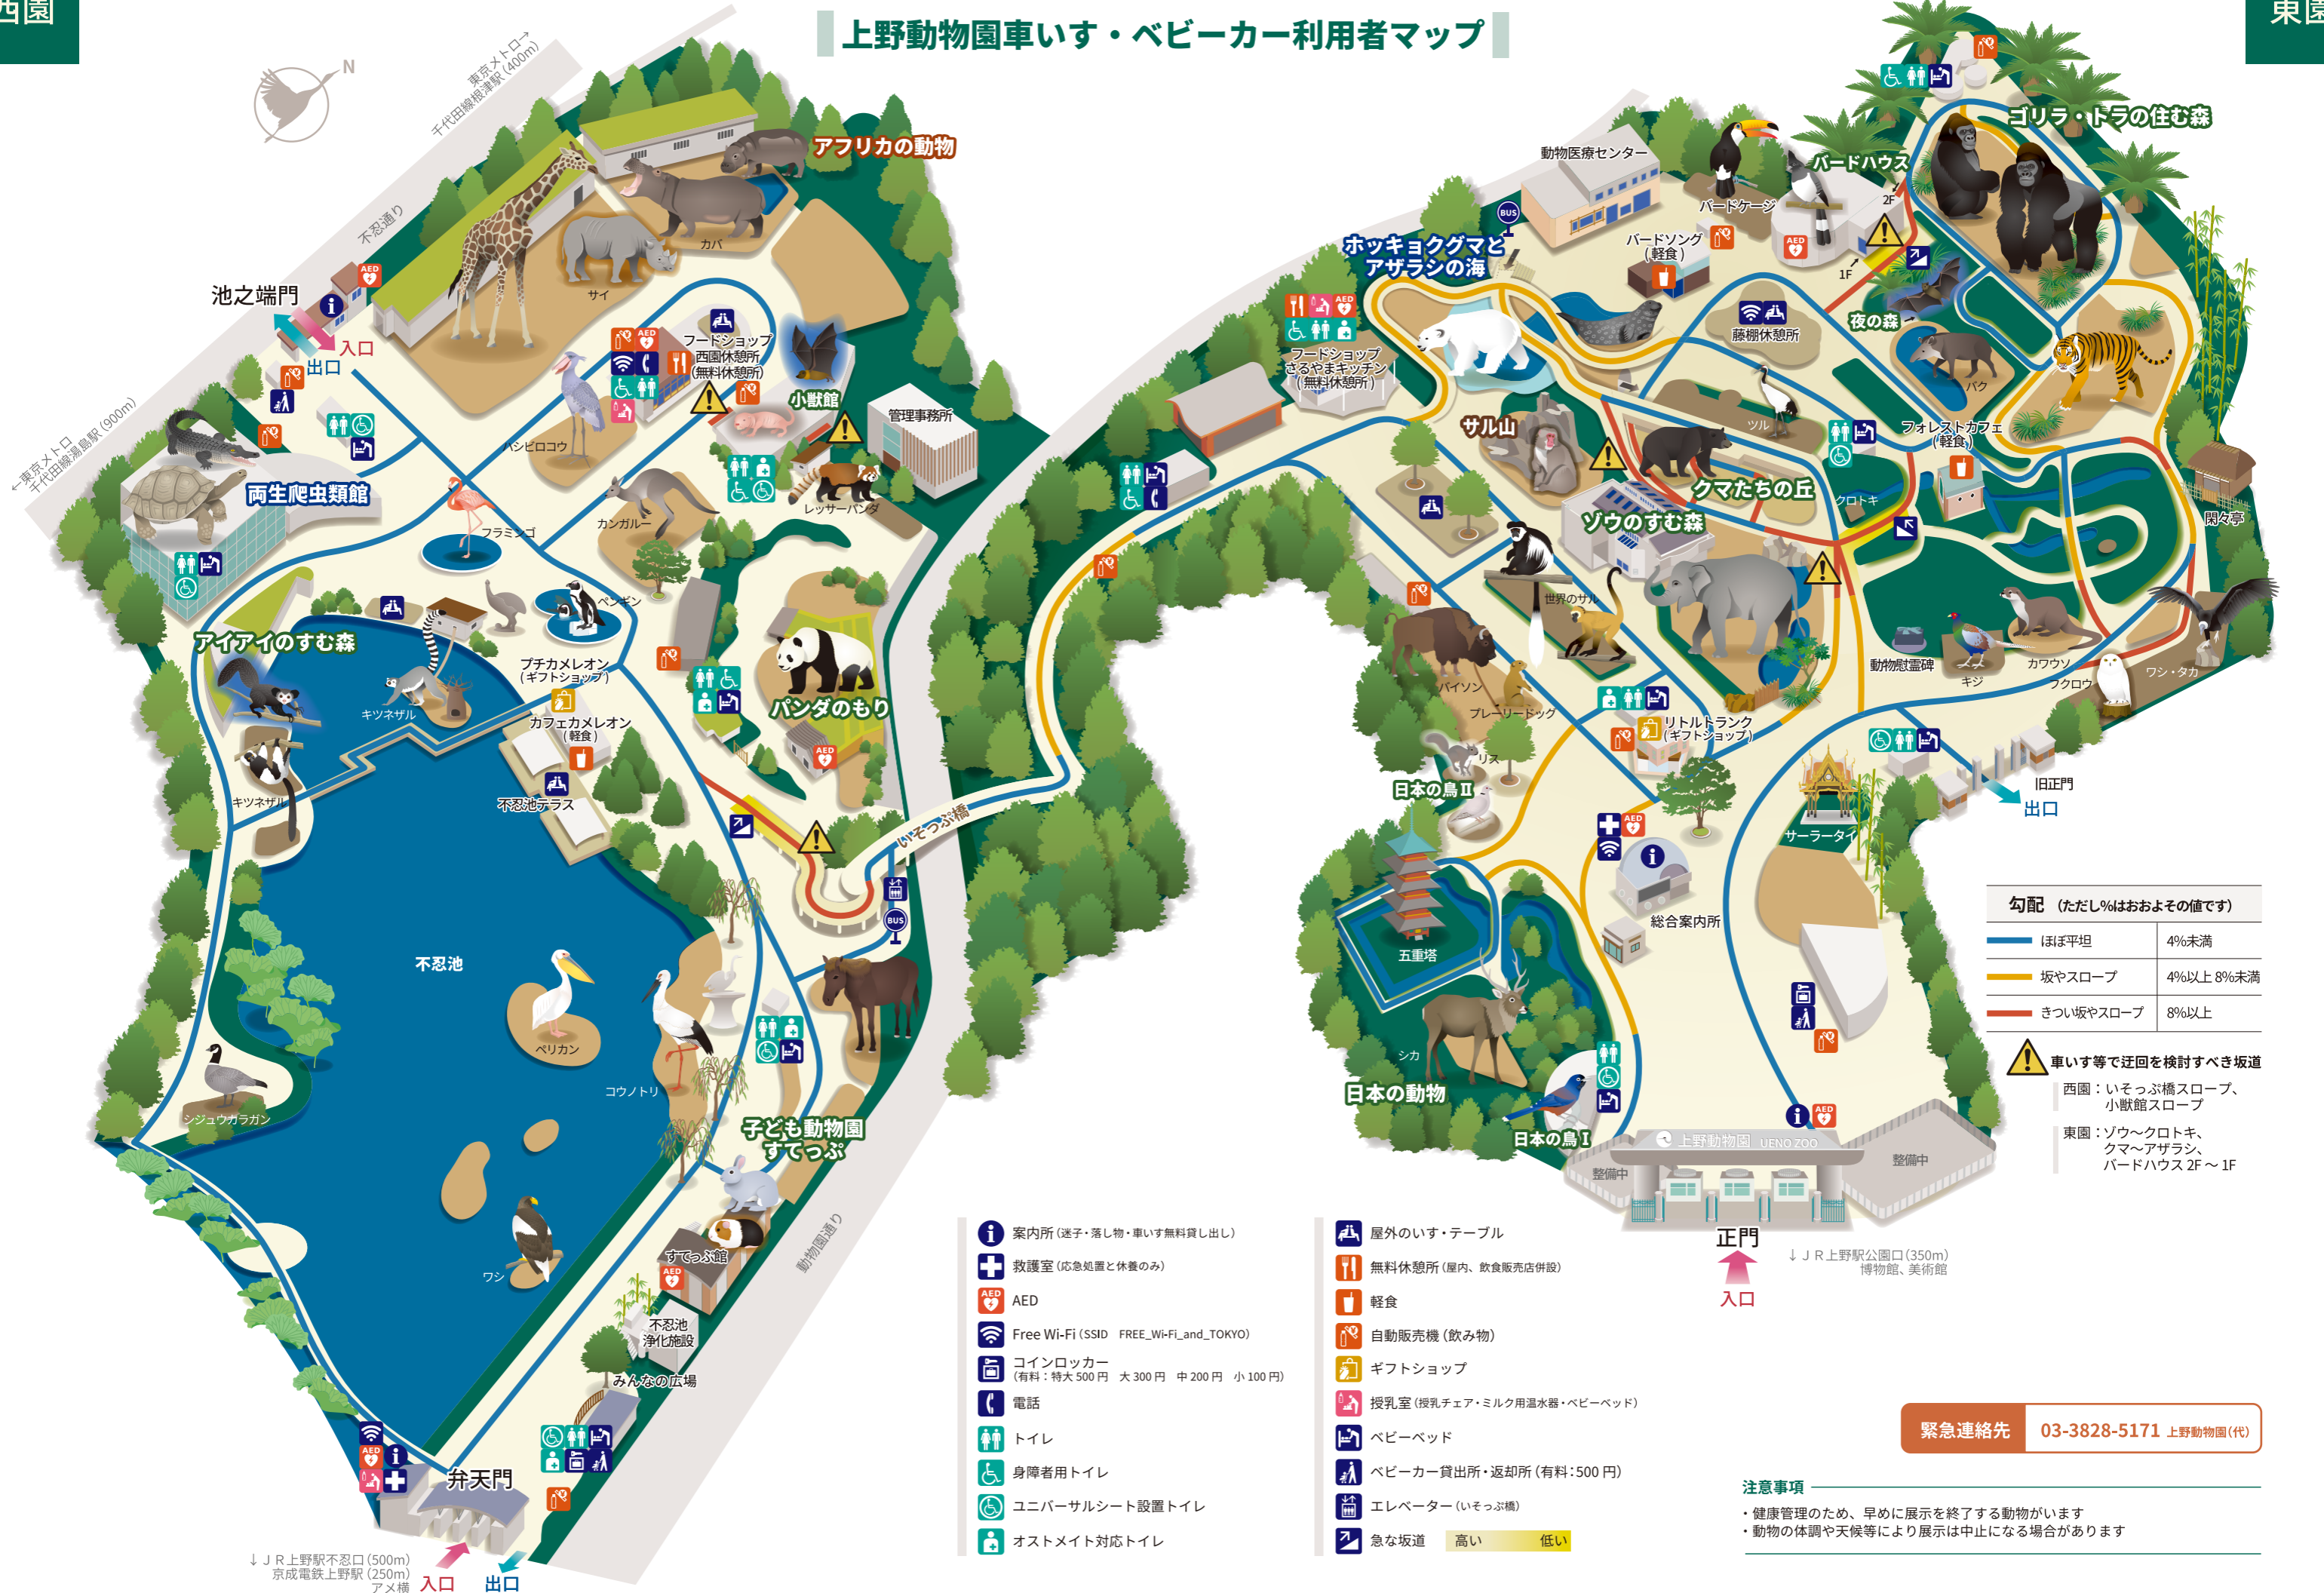 西園
上野動物園車いす・ベビーカー利用者マップ
東園
N
東京メトロ→
千代田線根津駅(400m)
不忍通り
←東京メトロ
千代田線湯島駅(900m)
池之端門
入口
出口
アフリカの動物
カバ
サイ
フードショップ
西園休憩所
(無料休憩所)
小獣館
管理事務所
ハシビロコウ
両生爬虫類館
フラミンゴ
カンガルー
レッサーパンダ
ペンギン
アイアイのすむ森
キツネザル
キツネザル
プチカメレオン
(ギフトショップ)
カフェカメレオン
(軽食)
不忍池テラス
パンダのもり
いそっぷ橋
BUS
不忍池
ペリカン
コウノトリ
シジュウカラガン
ワシ
子ども動物園
すてっぷ
すてっぷ館
動物園通り
不忍池
浄化施設
みんなの広場
弁天門
↓ＪＲ上野駅不忍口(500m)
京成電鉄上野駅(250m)
アメ横
入口
出口
動物医療センター
BUS
ホッキョクグマと
アザラシの海
バードケージ
バードハウス
2F
1F
バードソング
(軽食)
ゴリラ・トラの住む森
フードショップ
さるやまキッチン
(無料休憩所)
藤棚休憩所
夜の森
バク
サル山
ツル
フォレストカフェ
(軽食)
クマたちの丘
クロトキ
ゾウのすむ森
閑々亭
世界のサル
バイソン
プレーリードッグ
動物慰霊碑
キジ
カワウソ
フクロウ
ワシ・タカ
リトルトランク
(ギフトショップ)
リス
日本の鳥Ⅱ
サーラータイ
旧正門
出口
五重塔
総合案内所
シカ
日本の動物
日本の鳥Ⅰ
上野動物園 UENO ZOO
整備中
整備中
正門
入口
↓ＪＲ上野駅公園口(350m)
博物館、美術館
勾配 (ただし%はおおよその値です)
ほぼ平坦 4%未満
坂やスロープ 4%以上 8%未満
きつい坂やスロープ 8%以上
車いす等で迂回を検討すべき坂道
西園：いそっぷ橋スロープ、
小獣館スロープ
東園：ゾウ〜クロトキ、
クマ〜アザラシ、
バードハウス 2F 〜 1F
案内所(迷子・落し物・車いす無料貸し出し)
救護室(応急処置と休養のみ)
AED AED
Free Wi-Fi(SSID FREE_Wi-Fi_and_TOKYO)
コインロッカー
(有料：特大 500 円 大 300 円 中 200 円 小 100 円)
電話
トイレ
身障者用トイレ
ユニバーサルシート設置トイレ
オストメイト対応トイレ
屋外のいす・テーブル
無料休憩所(屋内、飲食販売店併設)
軽食
自動販売機(飲み物)
ギフトショップ
授乳室(授乳チェア・ミルク用温水器・ベビーベッド)
ベビーベッド
ベビーカー貸出所・返却所(有料：500 円)
エレベーター(いそっぷ橋)
急な坂道 高い 低い
緊急連絡先 03-3828-5171 上野動物園(代)
注意事項
・健康管理のため、早めに展示を終了する動物がいます
・動物の体調や天候等により展示は中止になる場合があります